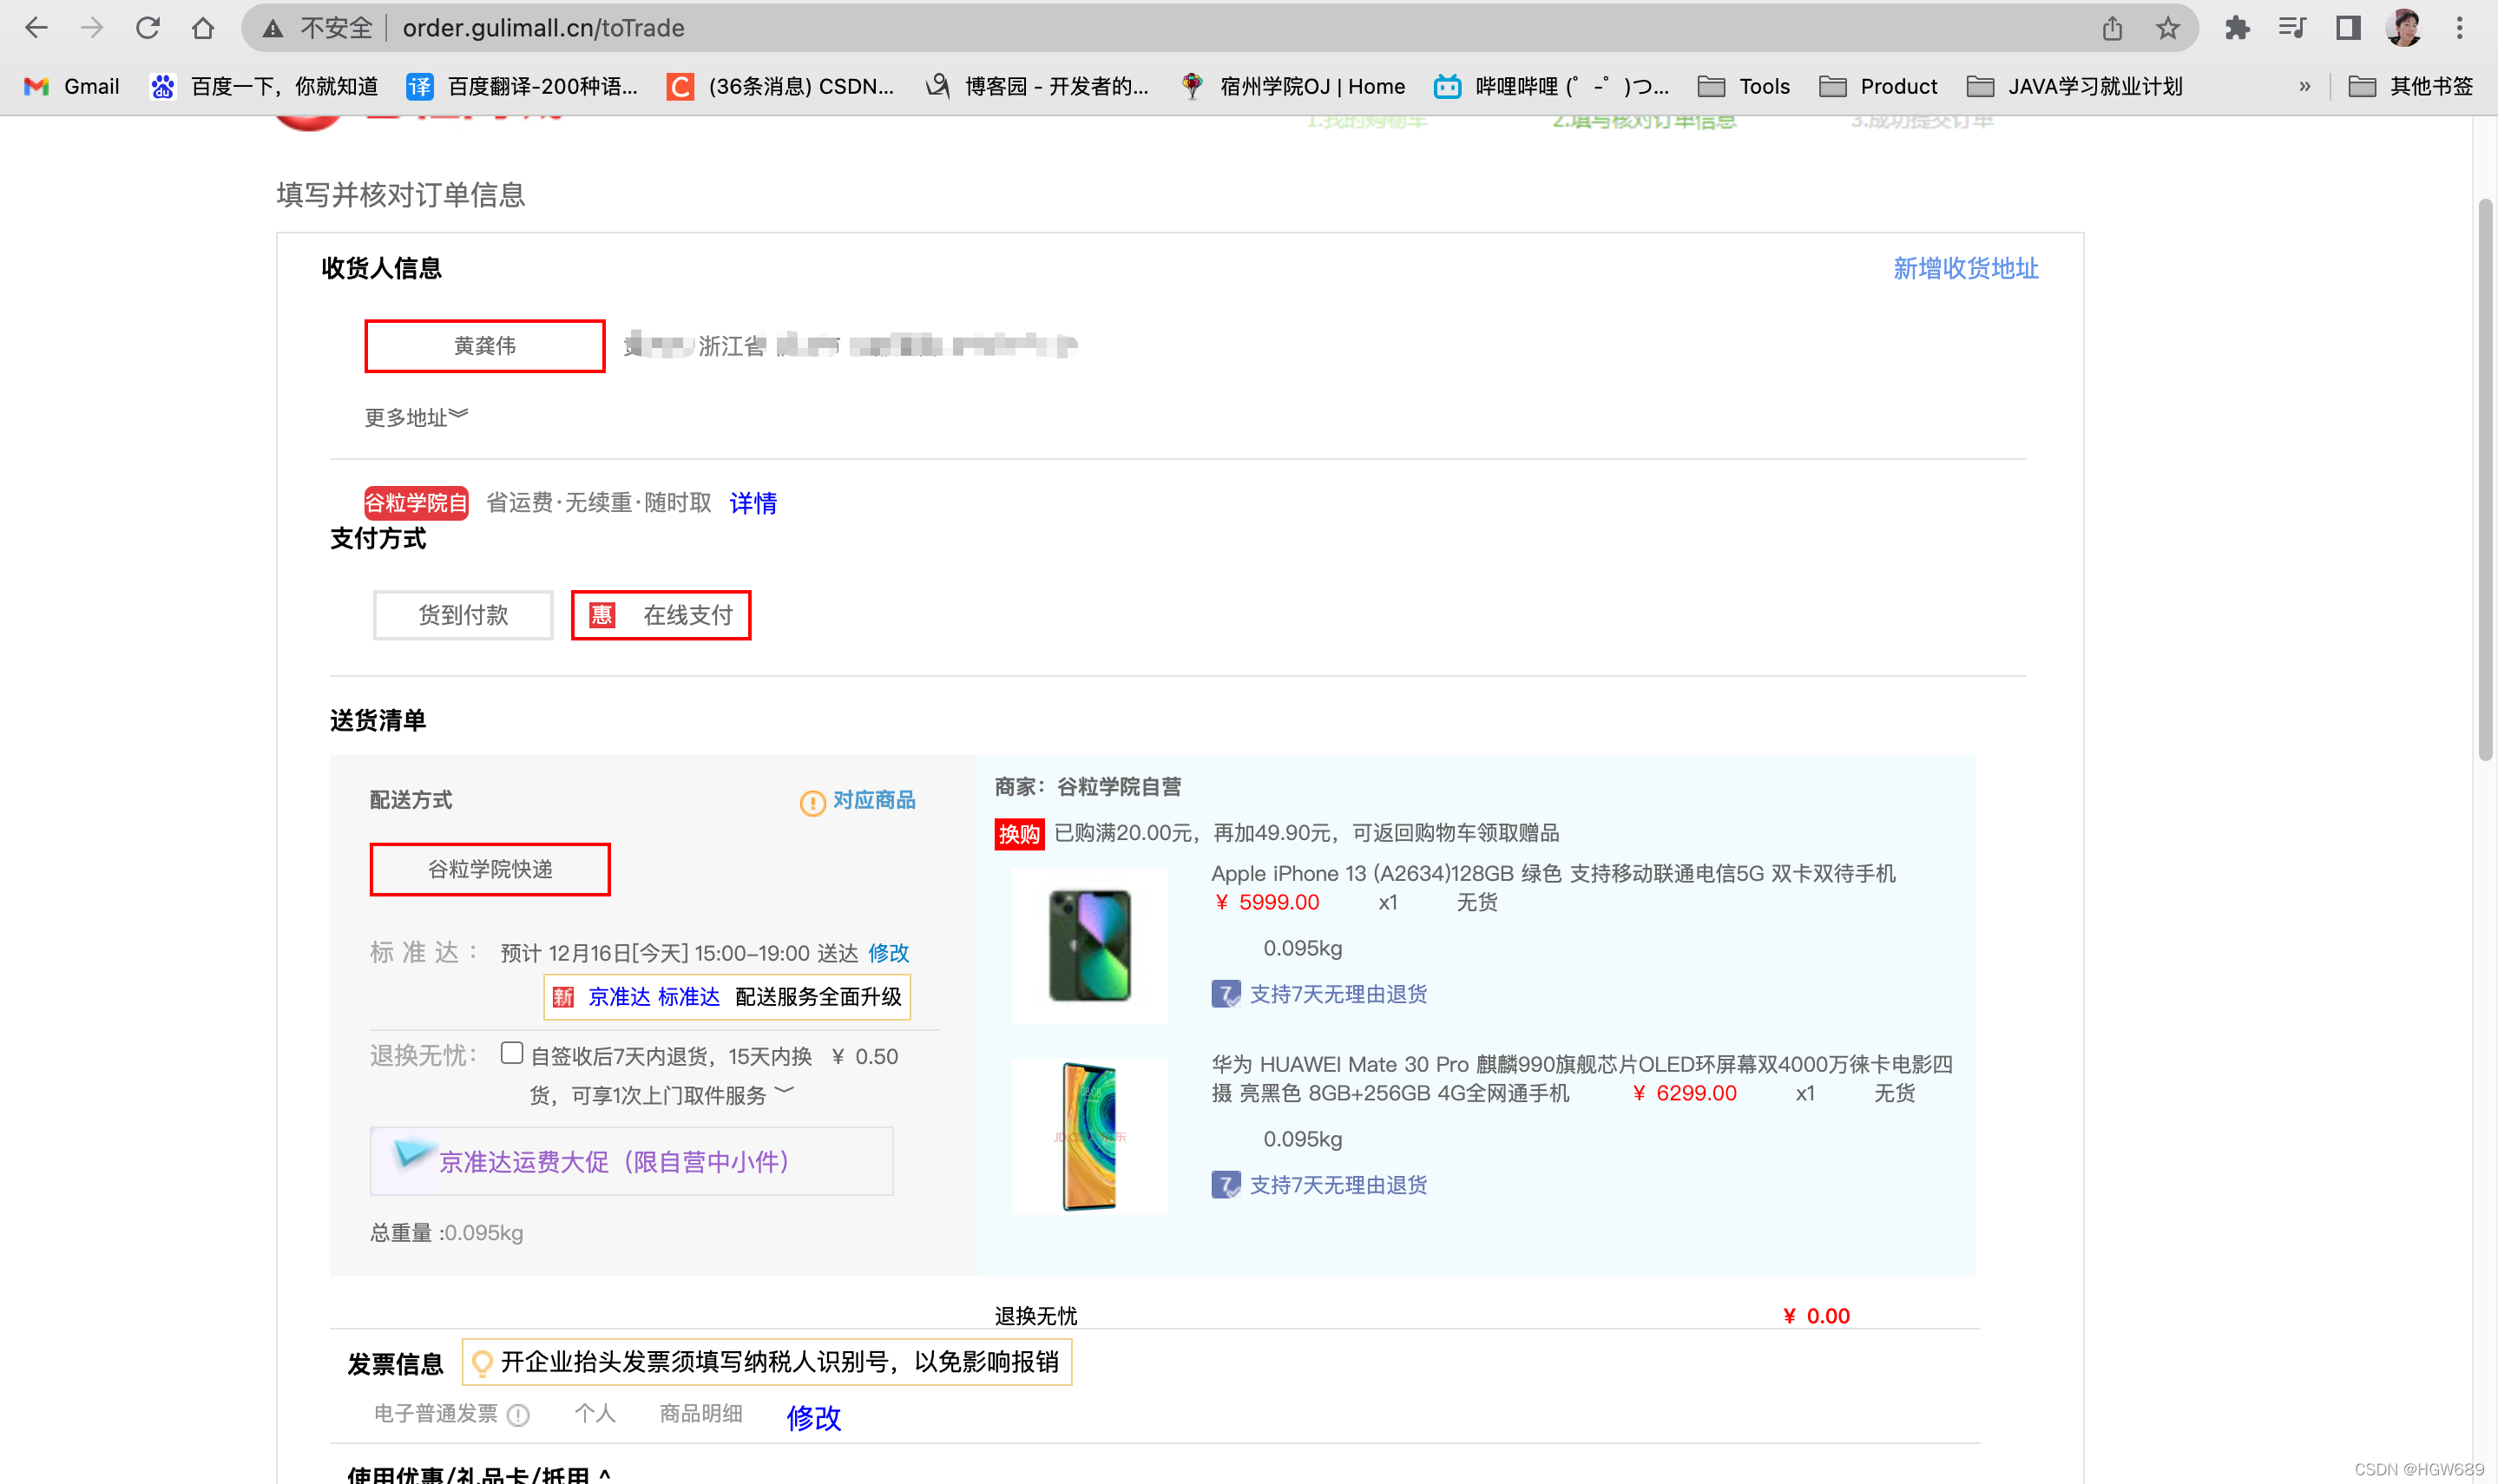 不安全 | order.gulimall.cn/toTrade
Gmail 百度一下，你就知道 百度翻译-200种语... (36条消息) CSDN... 博客园 - 开发者的... 宿州学院OJ | Home 哔哩哔哩 (゜-゜)つ... Tools Product JAVA学习就业计划 » 其他书签
1.我的购物车 2.填写核对订单信息 3.成功提交订单
填写并核对订单信息
收货人信息 新增收货地址
黄龚伟 浙江省
更多地址
谷粒学院自 省运费·无续重·随时取 详情
支付方式
货到付款 惠 在线支付
送货清单
配送方式 对应商品
谷粒学院快递
标 准 达 ： 预计 12月16日[今天] 15:00-19:00 送达 修改
新 京准达 标准达 配送服务全面升级
退换无忧： 自签收后7天内退货，15天内换 ￥ 0.50
货，可享1次上门取件服务
京准达运费大促（限自营中小件）
总重量 :0.095kg
商家：谷粒学院自营
换购 已购满20.00元，再加49.90元，可返回购物车领取赠品
Apple iPhone 13 (A2634)128GB 绿色 支持移动联通电信5G 双卡双待手机
￥ 5999.00 x1 无货
0.095kg
7 支持7天无理由退货
华为 HUAWEI Mate 30 Pro 麒麟990旗舰芯片OLED环屏幕双4000万徕卡电影四
摄 亮黑色 8GB+256GB 4G全网通手机 ￥ 6299.00 x1 无货
0.095kg
7 支持7天无理由退货
退换无忧 ￥ 0.00
发票信息 开企业抬头发票须填写纳税人识别号，以免影响报销
电子普通发票 个人 商品明细 修改
使用优惠/礼品卡/抵用 ^
CSDN @HGW689